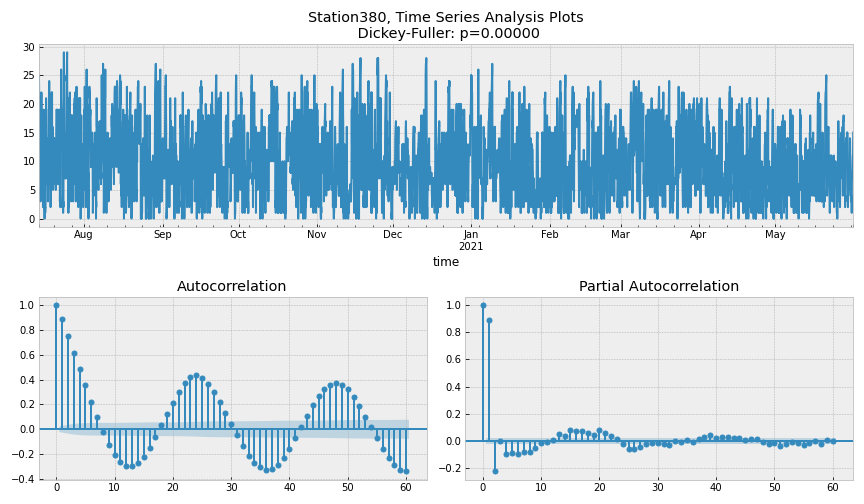 Station380, Time Series Analysis Plots
Dickey-Fuller: p=0.00000
30
25
20
15
10
5
0
Aug Sep Oct Nov Dec Jan Feb Mar Apr May
2021
time
Autocorrelation
1.0
0.8
0.6
0.4
0.2
0.0
−0.2
−0.4
0 10 20 30 40 50 60
Partial Autocorrelation
1.0
0.8
0.6
0.4
0.2
0.0
−0.2
0 10 20 30 40 50 60